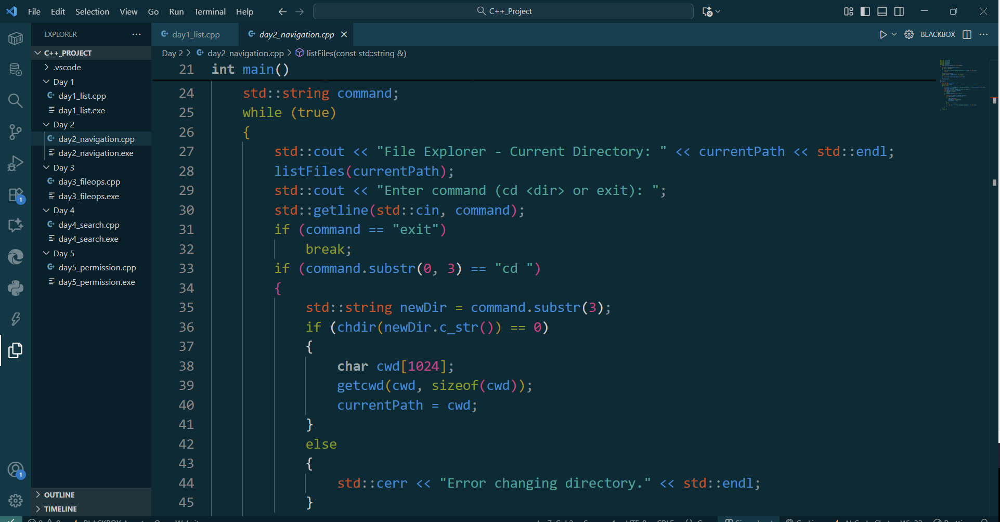 File Edit Selection View Go Run Terminal Help
C++_Project
EXPLORER
C++_PROJECT
.vscode
Day 1
day1_list.cpp
day1_list.exe
Day 2
day2_navigation.cpp
day2_navigation.exe
Day 3
day3_fileops.cpp
day3_fileops.exe
Day 4
day4_search.cpp
day4_search.exe
Day 5
day5_permission.cpp
day5_permission.exe
OUTLINE
TIMELINE
1
1
day1_list.cpp day2_navigation.cpp
BLACKBOX
Day 2 > day2_navigation.cpp > listFiles(const std::string &)
21 int main()
24 std::string command;
25 while (true)
26 {
27 std::cout << "File Explorer - Current Directory: " << currentPath << std::endl;
28 listFiles(currentPath);
29 std::cout << "Enter command (cd <dir> or exit): ";
30 std::getline(std::cin, command);
31 if (command == "exit")
32 break;
33 if (command.substr(0, 3) == "cd ")
34 {
35 std::string newDir = command.substr(3);
36 if (chdir(newDir.c_str()) == 0)
37 {
38 char cwd[1024];
39 getcwd(cwd, sizeof(cwd));
40 currentPath = cwd;
41 }
42 else
43 {
44 std::cerr << "Error changing directory." << std::endl;
45 }